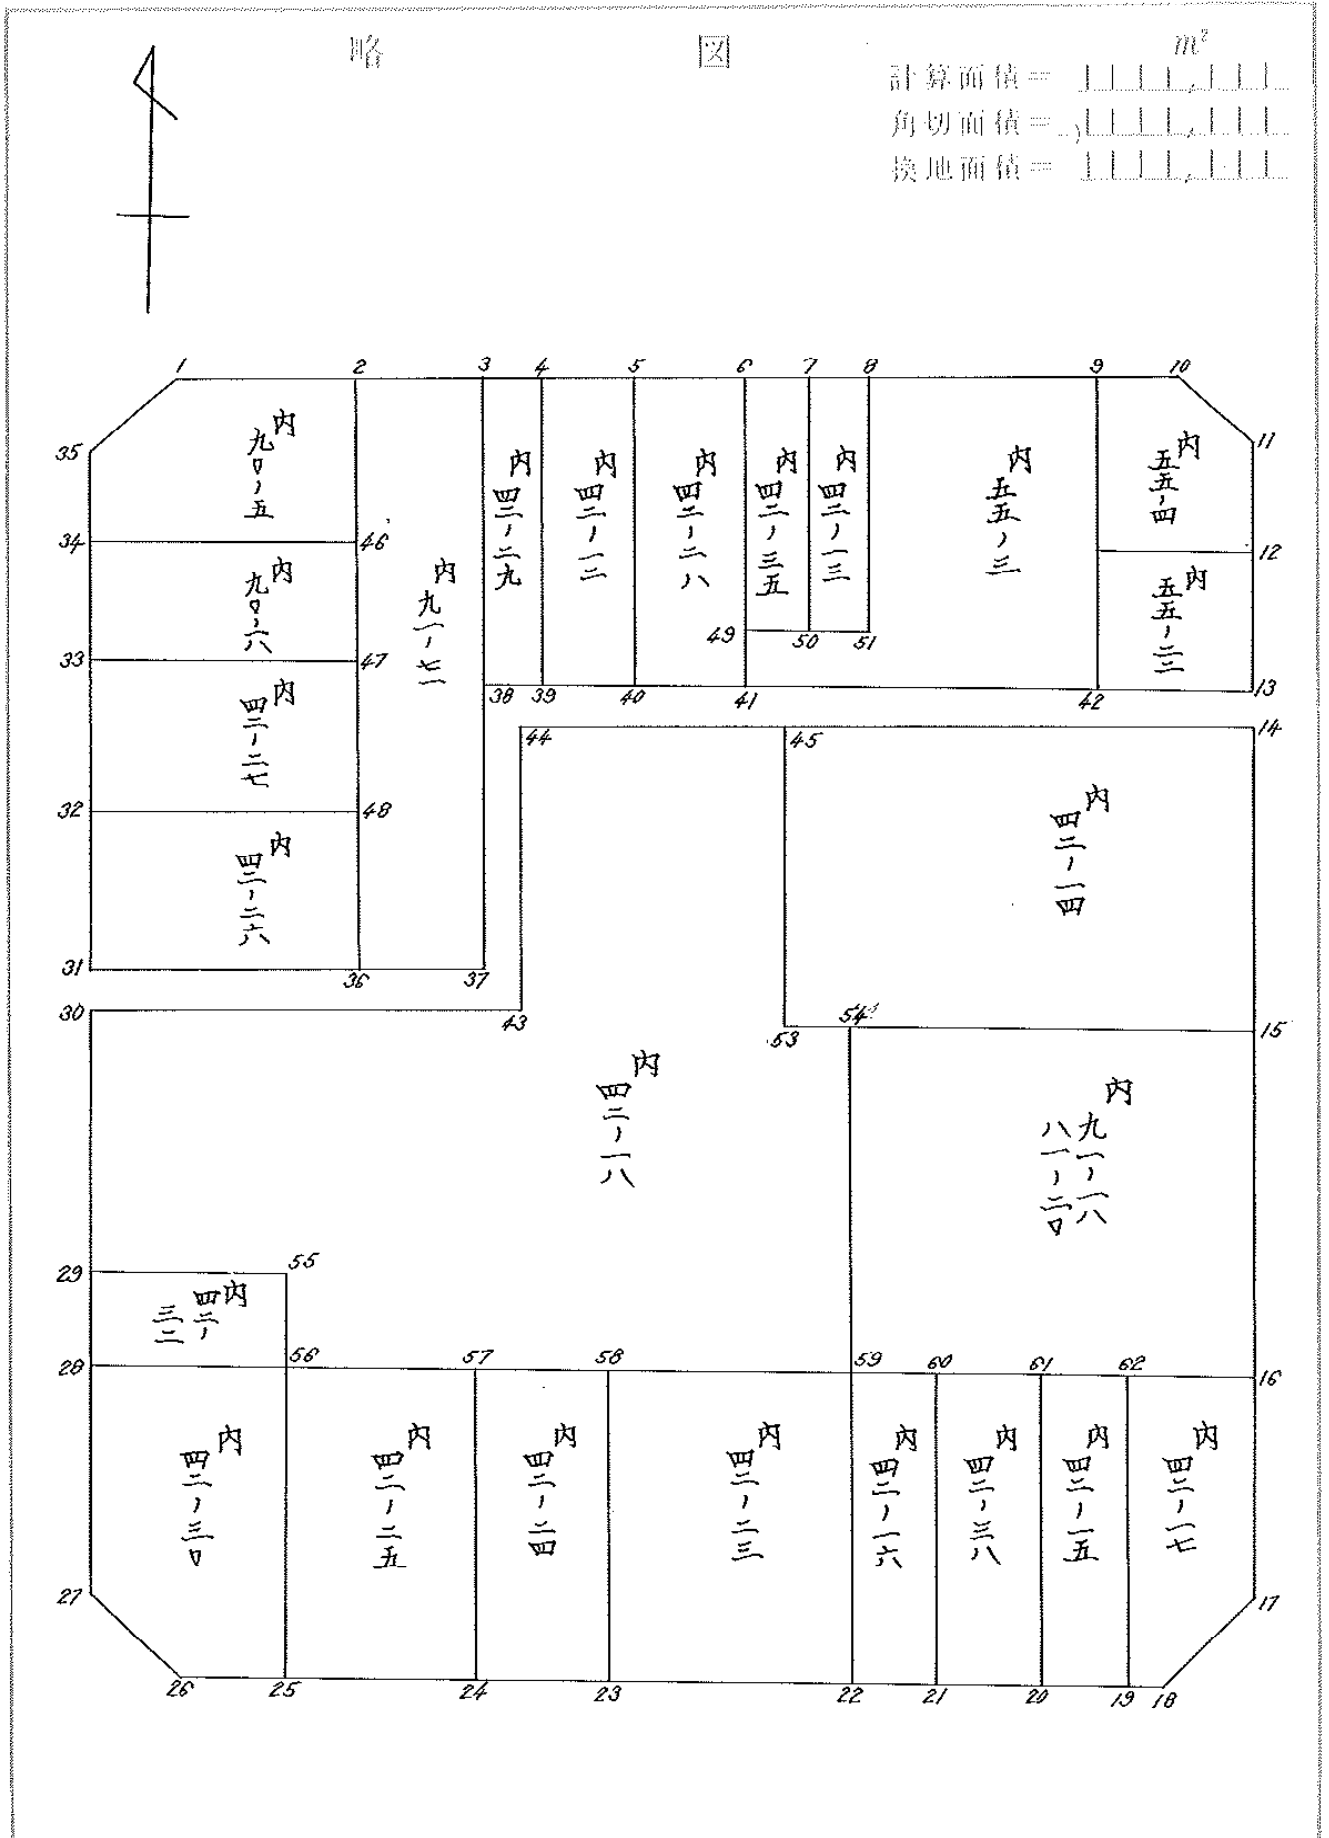 略 図
m²
計算面積=
角切面積=
換地面積=
1 2 3 4 5 6 7 8 9 10
35
11
内 九〇ノ五
34
46
内 九〇ノ六
33
47
内 四二ノ二七
32
48
内 四二ノ二六
31
36
37
内 九一ノ七二
内 四二ノ二九
内 四二ノ一二
内 四二ノ二八
内 四二ノ三五
内 四二ノ一三
内 五五ノ三
内 五五ノ四
12
内 五五ノ二二
49 50 51
38 39 40 41 42 13
44 45 14
内 四二ノ一四
30
43
53
54
15
内 四二ノ一八
内 九一ノ一八
八一ノ二〇
29
55
内 四二ノ
三二
28
56 57 58 59 60 61 62
16
内 四二ノ三〇
内 四二ノ二五
内 四二ノ二四
内 四二ノ二三
内 四二ノ一六
内 四二ノ三八
内 四二ノ一五
内 四二ノ一七
27
17
26 25 24 23 22 21 20 19 18